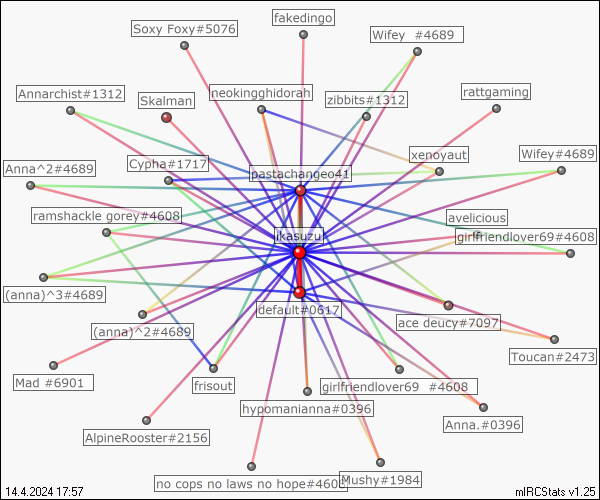 fakedingo
Soxy Foxy#5076
Wifey  #4689
Annarchist#1312
Skalman
neokingghidorah
zibbits#1312
rattgaming
Anna^2#4689
Cypha#1717
pastachangeo41
xenoyaut
Wifey#4689
ramshackle gorey#4608
ikasuzu
avelicious
girlfriendlover69#4608
(anna)^3#4689
(anna)^2#4689
default#0617
ace deucy#7097
Toucan#2473
Mad #6901
frisout
girlfriendlover69  #4608
hypomanianna#0396
Anna.#0396
AlpineRooster#2156
no cops no laws no hope#4608
Mushy#1984
14.4.2024 17:57
mIRCStats v1.25